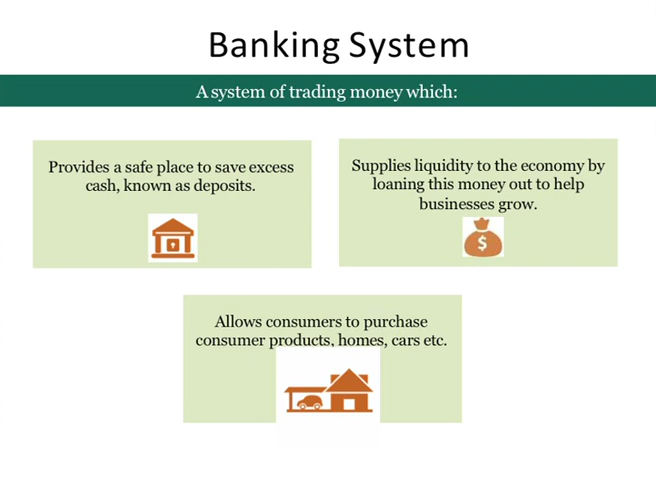 Banking System
A system of trading money which:
Provides a safe place to save excess
cash, known as deposits.
Supplies liquidity to the economy by
loaning this money out to help
businesses grow.
$
Allows consumers to purchase
consumer products, homes, cars etc.